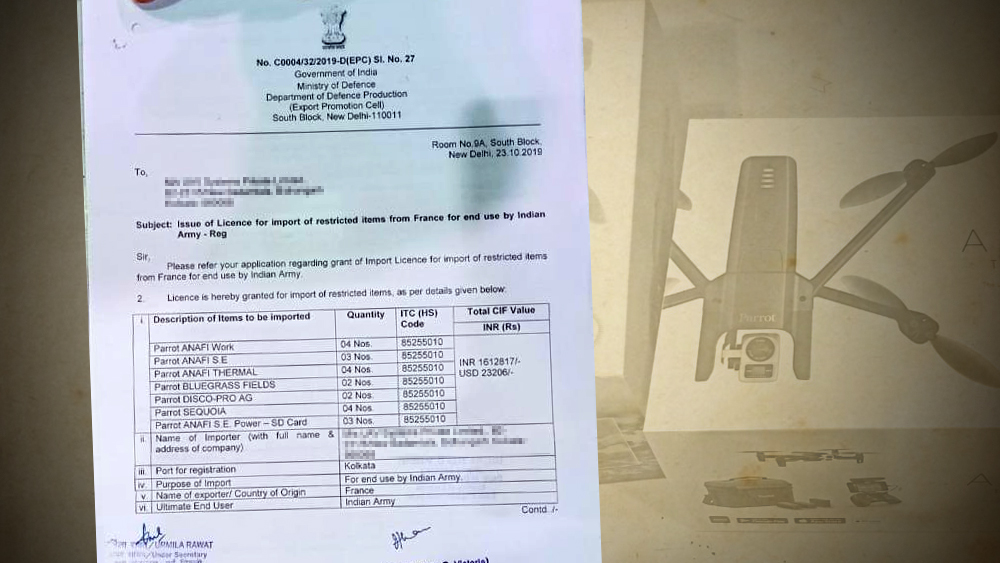 No. C0004/32/2019-D(EPC) Sl. No. 27
Government of India
Ministry of Defence
Department of Defence Production
(Export Promotion Cell)
South Block, New Delhi-110011
Room No.9A, South Block,
New Delhi, 23.10.2019
To,
Subject: Issue of Licence for import of restricted items from France for end use by Indian
Army - Reg
Sir,
Please refer your application regarding grant of Import Licence for import of restricted items
from France for end use by Indian Army.
2. Licence is hereby granted for import of restricted items, as per details given below:
i. Description of Items to be imported Quantity ITC (HS) Code Total CIF Value
INR (Rs)
Parrot ANAFI Work 04 Nos. 85255010
Parrot ANAFI S.E 03 Nos. 85255010
Parrot ANAFI THERMAL 04 Nos. 85255010
Parrot BLUEGRASS FIELDS 02 Nos. 85255010
Parrot DISCO-PRO AG 02 Nos. 85255010
Parrot SEQUOIA 04 Nos. 85255010
Parrot ANAFI S.E. Power – SD Card 03 Nos. 85255010
INR 1612817/-
USD 23206/-
ii. Name of Importer (with full name &
address of company)
iii. Port for registration Kolkata
iv. Purpose of Import For end use by Indian Army.
v. Name of exporter/ Country of Origin France
vi. Ultimate End User Indian Army
Contd../-
URMILA RAWAT
Under Secretary
Parrot